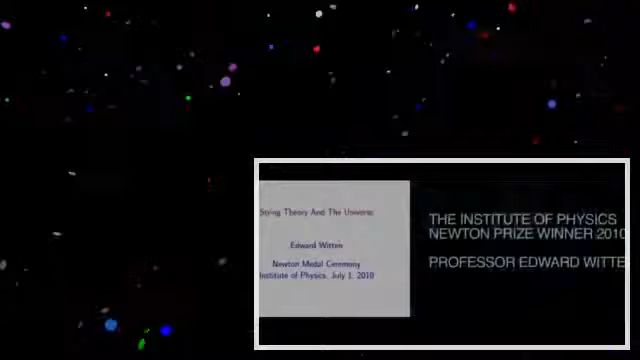 String Theory And The Universe
Edward Witten
Newton Medal Ceremony
Institute of Physics, July 1, 2010
THE INSTITUTE OF PHYSICS
NEWTON PRIZE WINNER 2010
PROFESSOR EDWARD WITTE